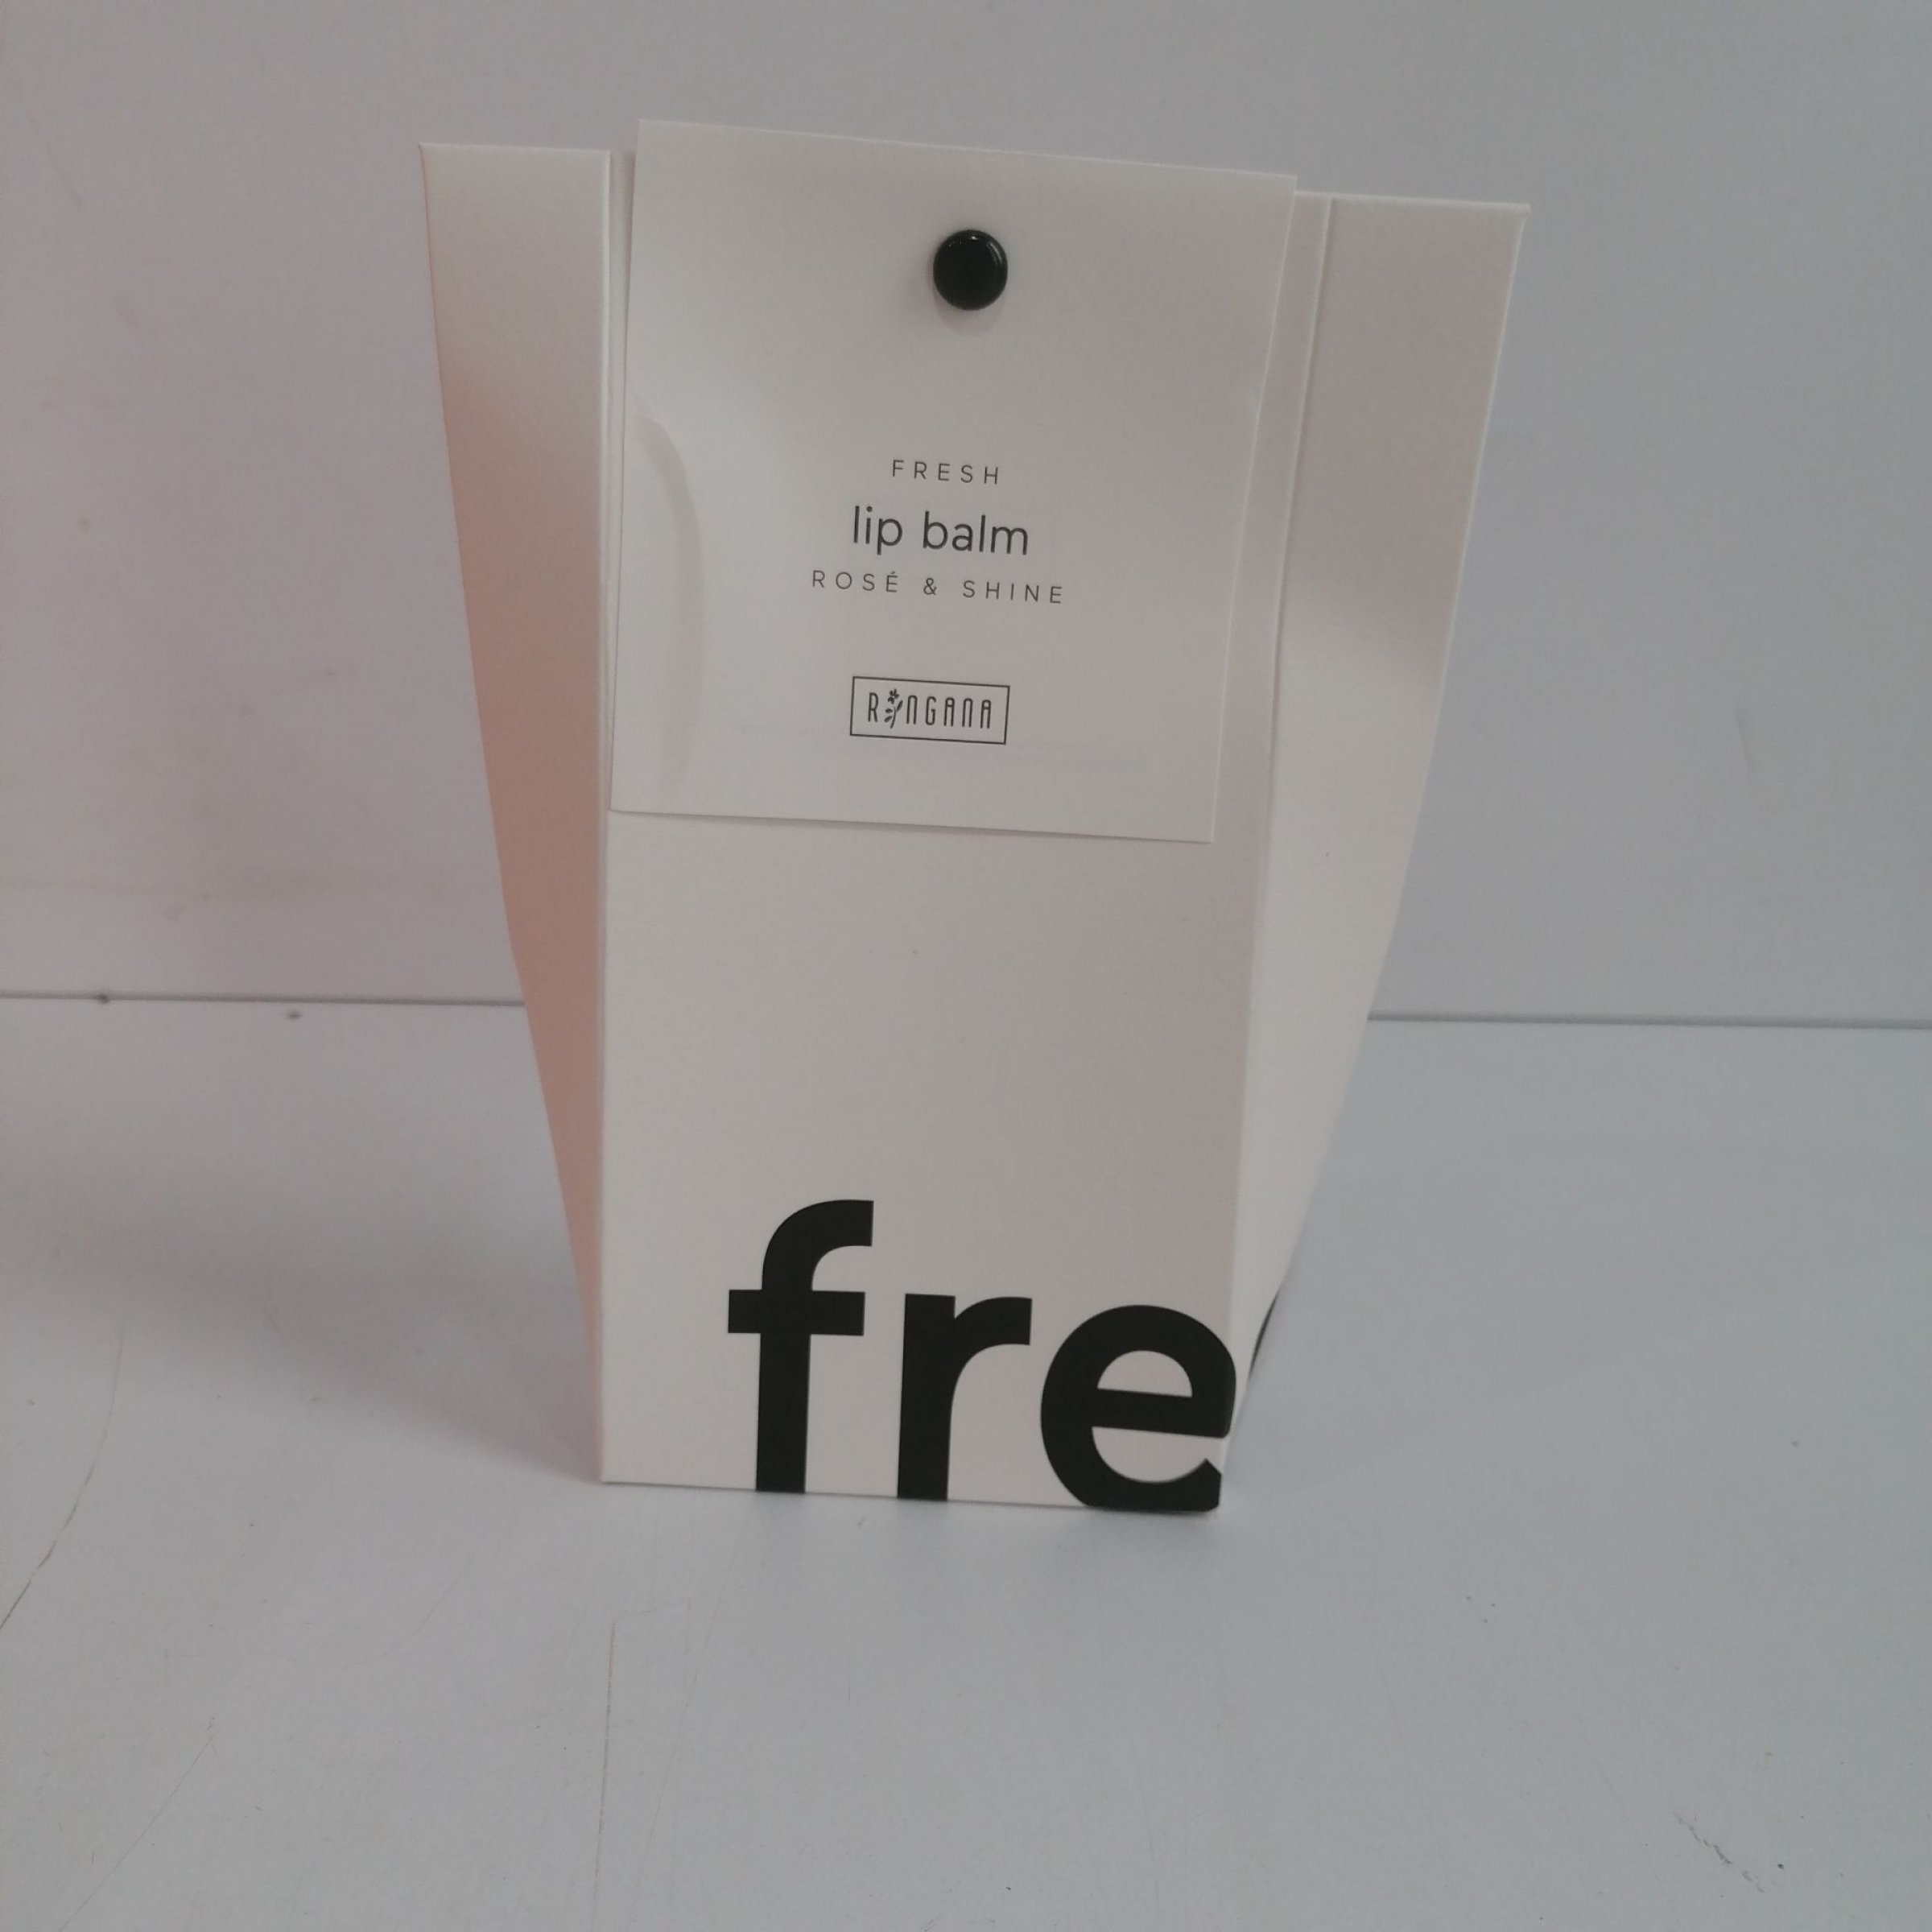 FRESH
lip balm
ROSÉ & SHINE
RINGANA
fre